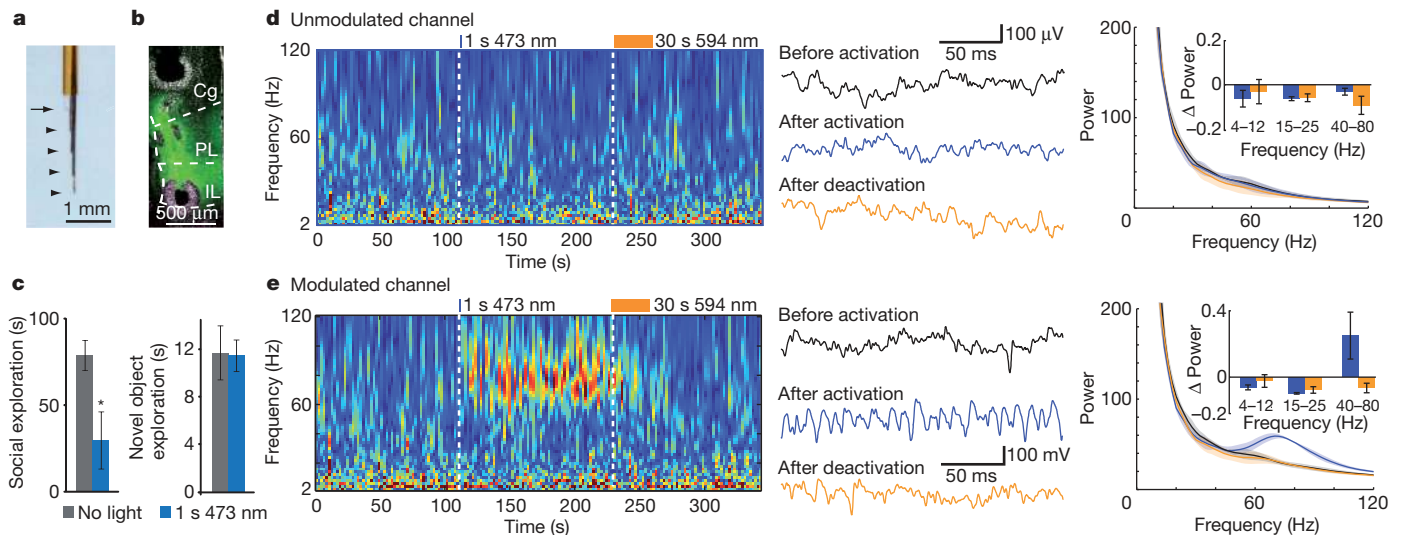 a
1 mm
b
Cg
PL
IL
500 μm
c
Social exploration (s)
100
50
0
*
Novel object
exploration (s)
12
8
4
0
No light
1 s 473 nm
d Unmodulated channel
1 s 473 nm
30 s 594 nm
Frequency (Hz)
120
60
2
0 50 100 150 200 250 300
Time (s)
Before activation
100 μV
50 ms
After activation
After deactivation
Power
200
100
0
60
120
Frequency (Hz)
Δ Power
0.2
0
–0.2
4–12 15–25 40–80
Frequency (Hz)
e Modulated channel
1 s 473 nm
30 s 594 nm
Frequency (Hz)
120
60
2
0 50 100 150 200 250 300
Time (s)
Before activation
After activation
100 mV
50 ms
After deactivation
Power
200
100
0
0
60
120
Frequency (Hz)
Δ Power
0.4
0
–0.2
4–12 15–25 40–80
Frequency (Hz)